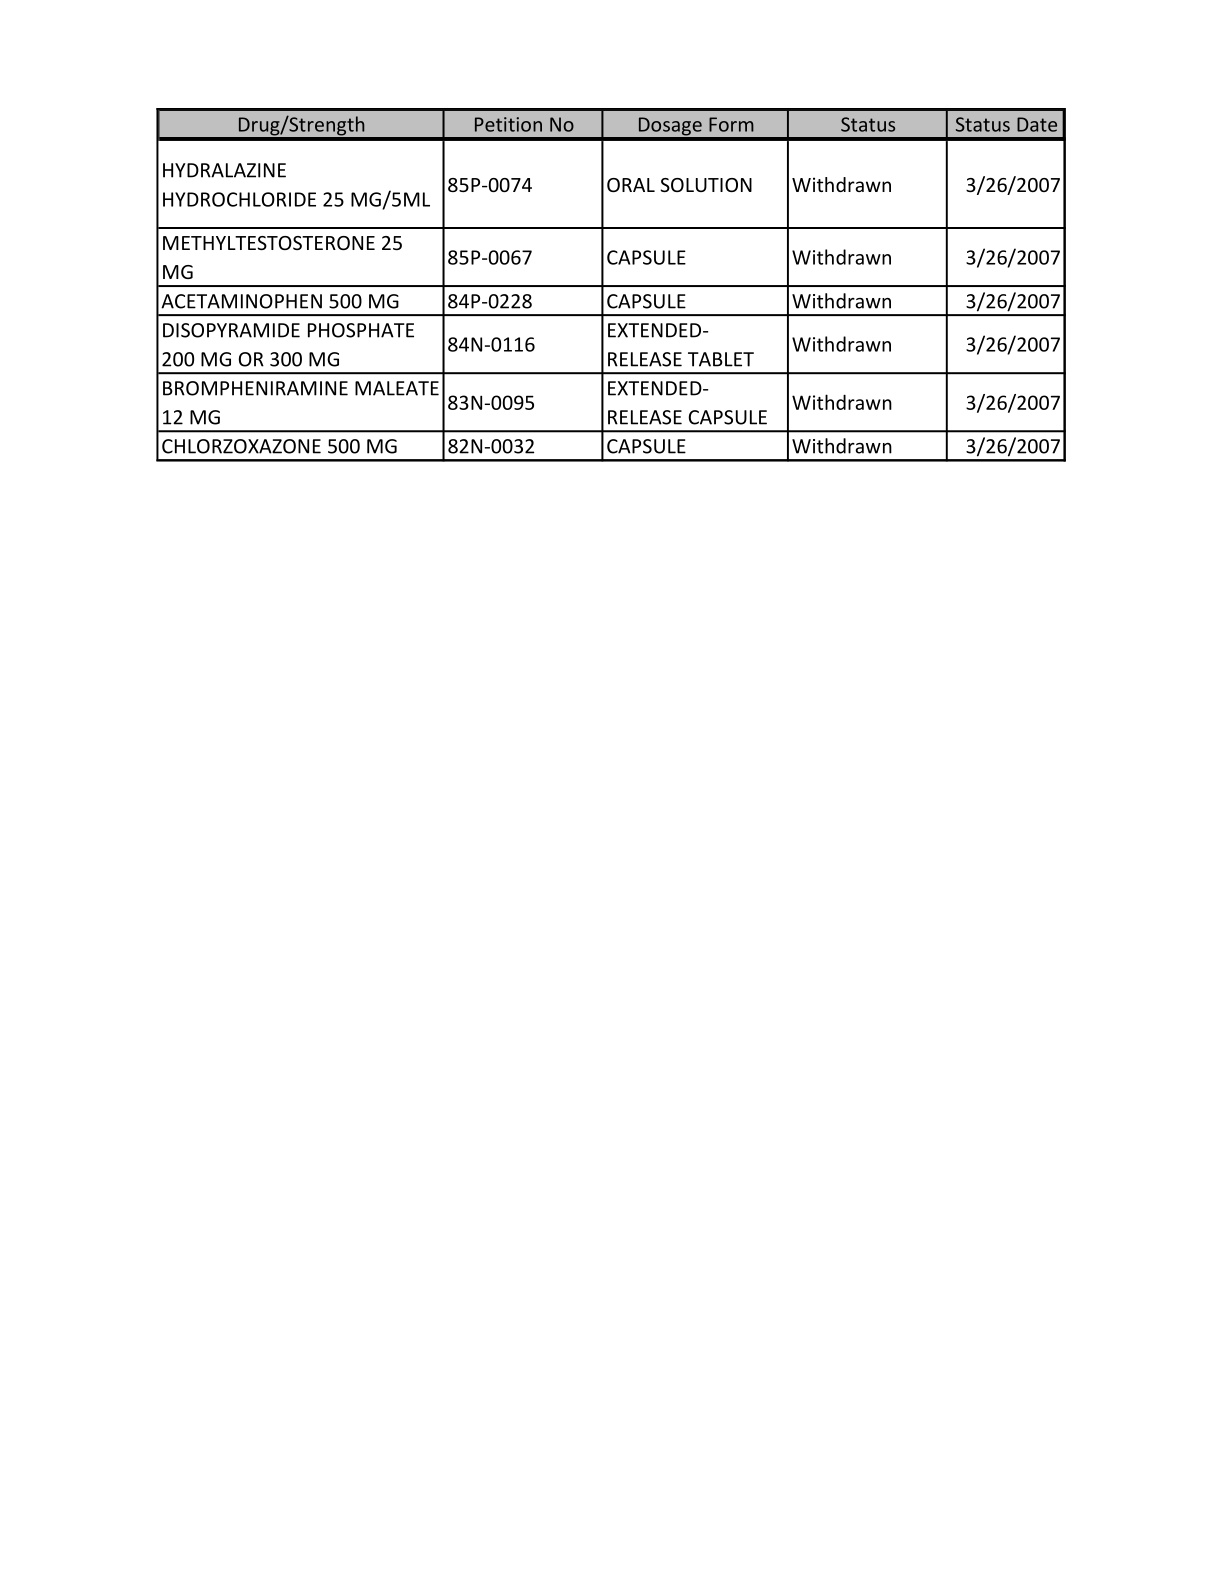 Drug/Strength Petition No Dosage Form Status Status Date
HYDRALAZINE
HYDROCHLORIDE 25 MG/5ML 85P-0074 ORAL SOLUTION Withdrawn 3/26/2007
METHYLTESTOSTERONE 25
MG 85P-0067 CAPSULE Withdrawn 3/26/2007
ACETAMINOPHEN 500 MG 84P-0228 CAPSULE Withdrawn 3/26/2007
DISOPYRAMIDE PHOSPHATE
200 MG OR 300 MG 84N-0116 EXTENDED-
RELEASE TABLET Withdrawn 3/26/2007
BROMPHENIRAMINE MALEATE
12 MG 83N-0095 EXTENDED-
RELEASE CAPSULE Withdrawn 3/26/2007
CHLORZOXAZONE 500 MG 82N-0032 CAPSULE Withdrawn 3/26/2007